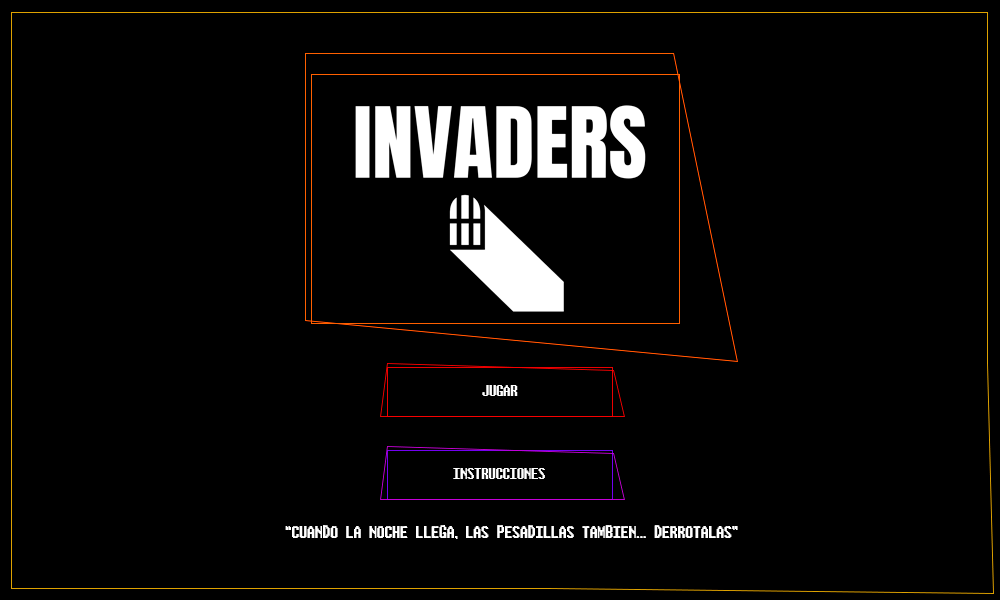 INVADERS
JUGAR
INSTRUCCIONES
"CUANDO LA NOCHE LLEGA, LAS PESADILLAS TAMBIEN... DERROTALAS"